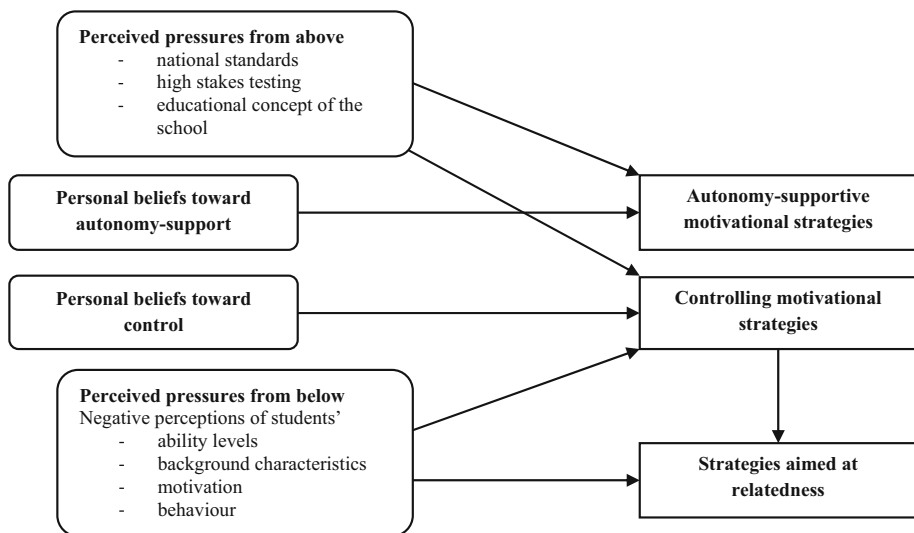 Perceived pressures from above
- national standards
- high stakes testing
- educational concept of the
school
Personal beliefs toward
autonomy-support
Autonomy-supportive
motivational strategies
Personal beliefs toward
control
Controlling motivational
strategies
Perceived pressures from below
Negative perceptions of students’
- ability levels
- background characteristics
- motivation
- behaviour
Strategies aimed at
relatedness